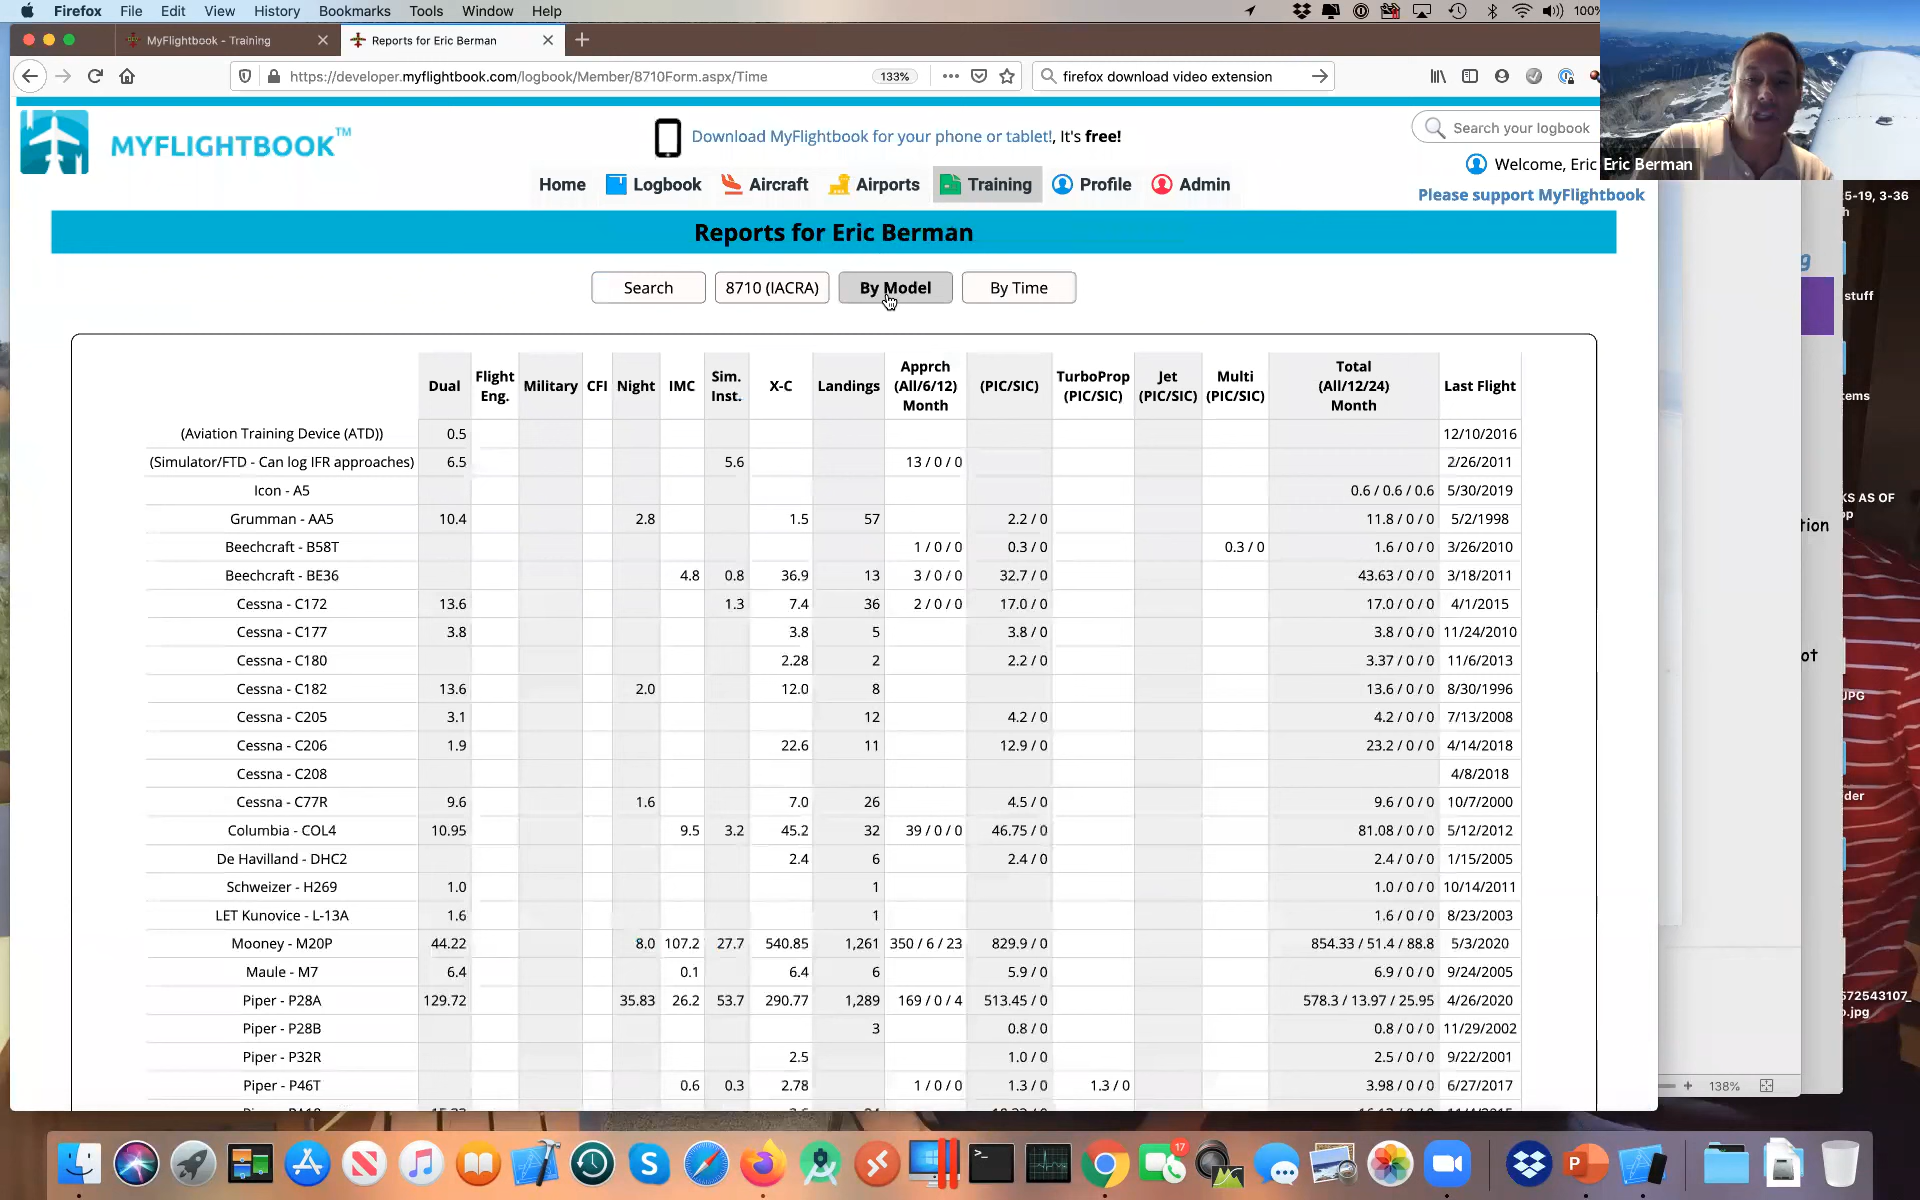 Firefox File Edit View History Bookmarks Tools Window Help 100%
MyFlightbook - Training
Reports for Eric Berman
https://developer.myflightbook.com/logbook/Member/8710Form.aspx/Time
133%
firefox download video extension
MYFLIGHTBOOK™
Download MyFlightbook for your phone or tablet!, It's free!
Search your logbook
Welcome, Eric
Eric Berman
Home Logbook Aircraft Airports Training Profile Admin
Please support MyFlightbook
Reports for Eric Berman
Search 8710 (IACRA) By Model By Time
Dual Flight Eng. Military CFI Night IMC Sim. Inst. X-C Landings Apprch (All/6/12) Month (PIC/SIC) TurboProp (PIC/SIC) Jet (PIC/SIC) Multi (PIC/SIC) Total (All/12/24) Month Last Flight
(Aviation Training Device (ATD)) 0.5 12/10/2016
(Simulator/FTD - Can log IFR approaches) 6.5 5.6 13 / 0 / 0 2/26/2011
Icon - A5 0.6 / 0.6 / 0.6 5/30/2019
Grumman - AA5 10.4 2.8 1.5 57 2.2 / 0 11.8 / 0 / 0 5/2/1998
Beechcraft - B58T 1 / 0 / 0 0.3 / 0 0.3 / 0 1.6 / 0 / 0 3/26/2010
Beechcraft - BE36 4.8 0.8 36.9 13 3 / 0 / 0 32.7 / 0 43.63 / 0 / 0 3/18/2011
Cessna - C172 13.6 1.3 7.4 36 2 / 0 / 0 17.0 / 0 17.0 / 0 / 0 4/1/2015
Cessna - C177 3.8 3.8 5 3.8 / 0 3.8 / 0 / 0 11/24/2010
Cessna - C180 2.28 2 2.2 / 0 3.37 / 0 / 0 11/6/2013
Cessna - C182 13.6 2.0 12.0 8 13.6 / 0 / 0 8/30/1996
Cessna - C205 3.1 12 4.2 / 0 4.2 / 0 / 0 7/13/2008
Cessna - C206 1.9 22.6 11 12.9 / 0 23.2 / 0 / 0 4/14/2018
Cessna - C208 4/8/2018
Cessna - C77R 9.6 1.6 7.0 26 4.5 / 0 9.6 / 0 / 0 10/7/2000
Columbia - COL4 10.95 9.5 3.2 45.2 32 39 / 0 / 0 46.75 / 0 81.08 / 0 / 0 5/12/2012
De Havilland - DHC2 2.4 6 2.4 / 0 2.4 / 0 / 0 1/15/2005
Schweizer - H269 1.0 1 1.0 / 0 / 0 10/14/2011
LET Kunovice - L-13A 1.6 1 1.6 / 0 / 0 8/23/2003
Mooney - M20P 44.22 8.0 107.2 27.7 540.85 1,261 350 / 6 / 23 829.9 / 0 854.33 / 51.4 / 88.8 5/3/2020
Maule - M7 6.4 0.1 6.4 6 5.9 / 0 6.9 / 0 / 0 9/24/2005
Piper - P28A 129.72 35.83 26.2 53.7 290.77 1,289 169 / 0 / 4 513.45 / 0 578.3 / 13.97 / 25.95 4/26/2020
Piper - P28B 3 0.8 / 0 0.8 / 0 / 0 11/29/2002
Piper - P32R 2.5 1.0 / 0 2.5 / 0 / 0 9/22/2001
Piper - P46T 0.6 0.3 2.78 1 / 0 / 0 1.3 / 0 1.3 / 0 3.98 / 0 / 0 6/27/2017
5-19, 3-36
h
g
stuff
ems
KS AS OF
op
tion
ot
JPG
der
572543107_
o.jpg
138%
17